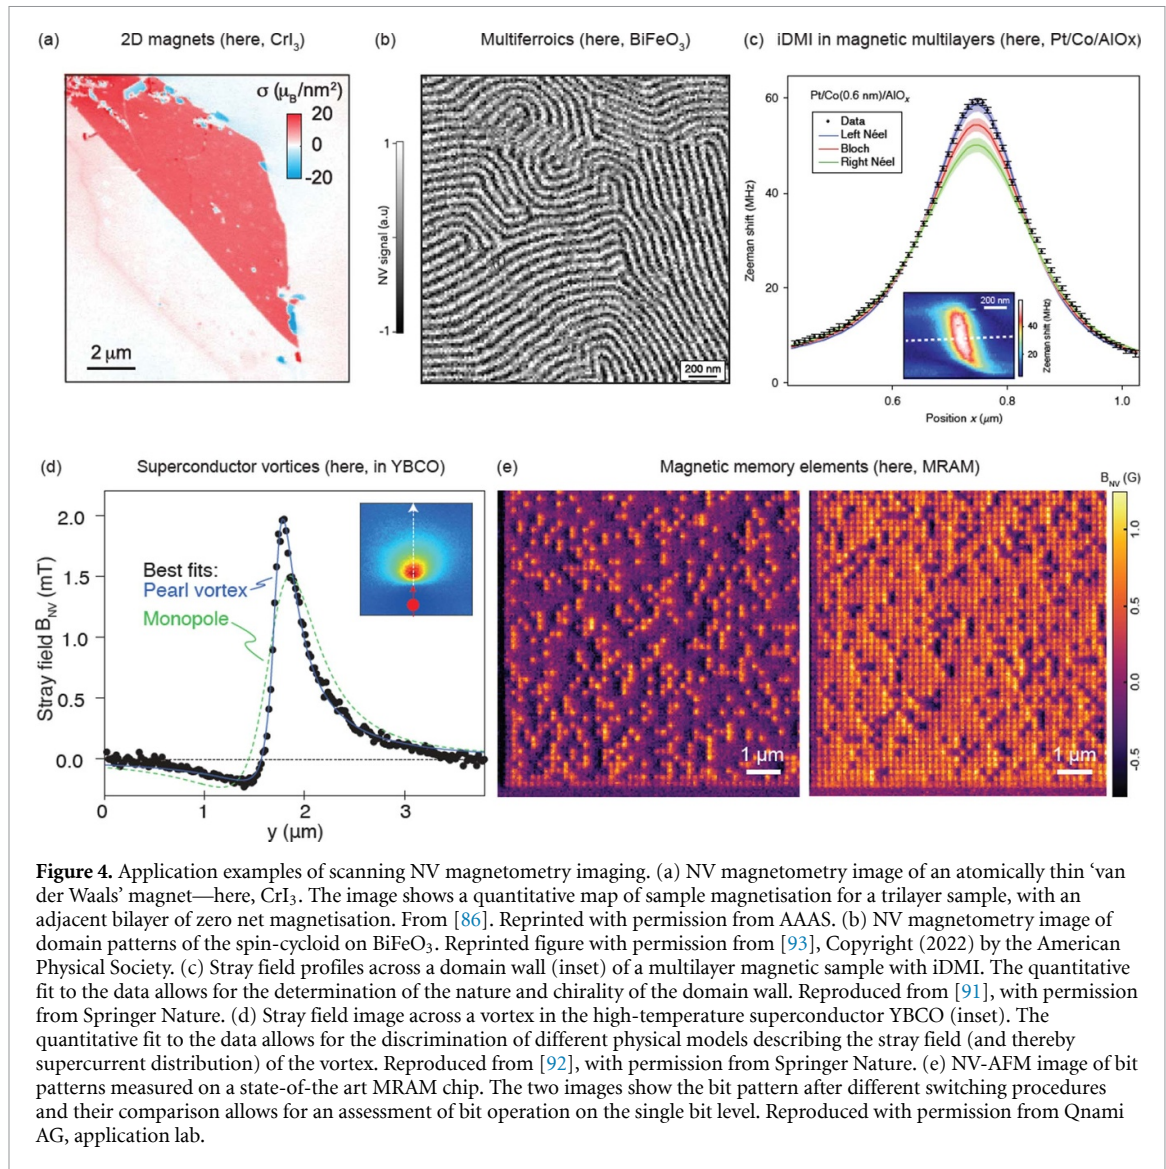 (a) 2D magnets (here, CrI₃)
σ (μB/nm²)
20
0
-20
2 μm
(b) Multiferroics (here, BiFeO₃)
NV signal (a.u)
1
-1
200 nm
(c) iDMI in magnetic multilayers (here, Pt/Co/AlOx)
Pt/Co(0.6 nm)/AlOₓ
Data
Left Néel
Bloch
Right Néel
Zeeman shift (MHz)
60
40
20
0
200 nm
40
20
Zeeman shift (MHz)
0.6 0.8 1.0
Position x (μm)
(d) Superconductor vortices (here, in YBCO)
Stray field BNV (mT)
2.0
1.5
1.0
0.5
0.0
Best fits:
Pearl vortex
Monopole
0 1 2 3
y (μm)
(e) Magnetic memory elements (here, MRAM)
1 μm
1 μm
BNV (G)
1.0
0.5
0.0
-0.5
Figure 4. Application examples of scanning NV magnetometry imaging. (a) NV magnetometry image of an atomically thin ‘van
der Waals’ magnet—here, CrI₃. The image shows a quantitative map of sample magnetisation for a trilayer sample, with an
adjacent bilayer of zero net magnetisation. From [86]. Reprinted with permission from AAAS. (b) NV magnetometry image of
domain patterns of the spin-cycloid on BiFeO₃. Reprinted figure with permission from [93], Copyright (2022) by the American
Physical Society. (c) Stray field profiles across a domain wall (inset) of a multilayer magnetic sample with iDMI. The quantitative
fit to the data allows for the determination of the nature and chirality of the domain wall. Reproduced from [91], with permission
from Springer Nature. (d) Stray field image across a vortex in the high-temperature superconductor YBCO (inset). The
quantitative fit to the data allows for the discrimination of different physical models describing the stray field (and thereby
supercurrent distribution) of the vortex. Reproduced from [92], with permission from Springer Nature. (e) NV-AFM image of bit
patterns measured on a state-of-the art MRAM chip. The two images show the bit pattern after different switching procedures
and their comparison allows for an assessment of bit operation on the single bit level. Reproduced with permission from Qnami
AG, application lab.